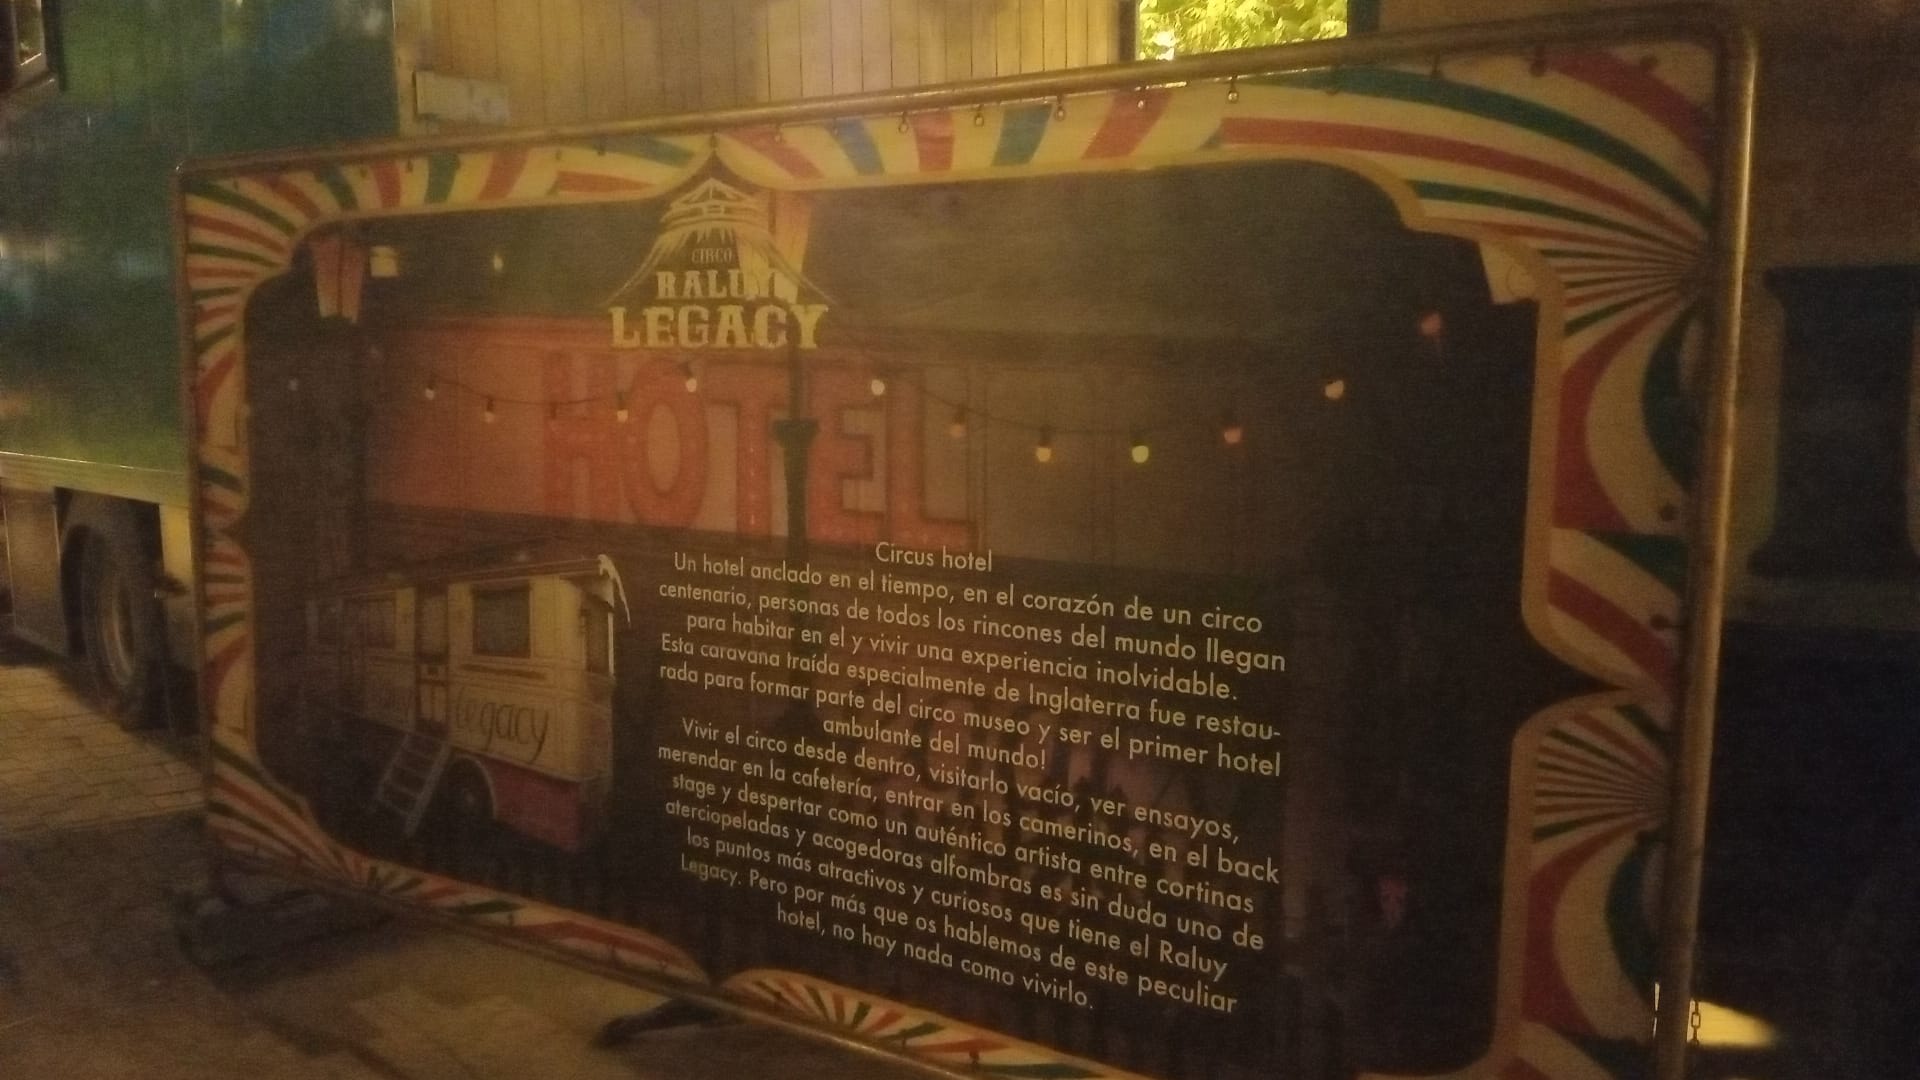 CIRCO
RALUY
LEGACY
HOTEL
Circus hotel
Un hotel anclado en el tiempo, en el corazón de un circo
centenario, personas de todos los rincones del mundo llegan
para habitar en el y vivir una experiencia inolvidable.
Esta caravana traída especialmente de Inglaterra fue restau-
rada para formar parte del circo museo y ser el primer hotel
ambulante del mundo!
Vivir el circo desde dentro, visitarlo vacío, ver ensayos,
merendar en la cafetería, entrar en los camerinos, en el back
stage y despertar como un auténtico artista entre cortinas
aterciopeladas y acogedoras alfombras es sin duda uno de
los puntos más atractivos y curiosos que tiene el Raluy
Legacy. Pero por más que os hablemos de este peculiar
hotel, no hay nada como vivirlo.
Legacy